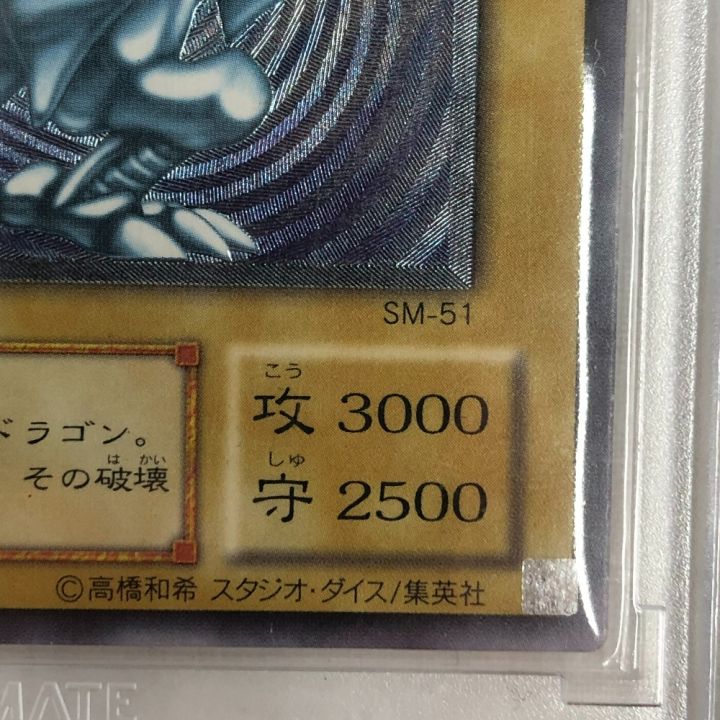 SM-51
ドラゴン。
その破壊
はかい
こう
攻 3000
しゅ
守 2500
©高橋和希 スタジオ・ダイス/集英社
MATE